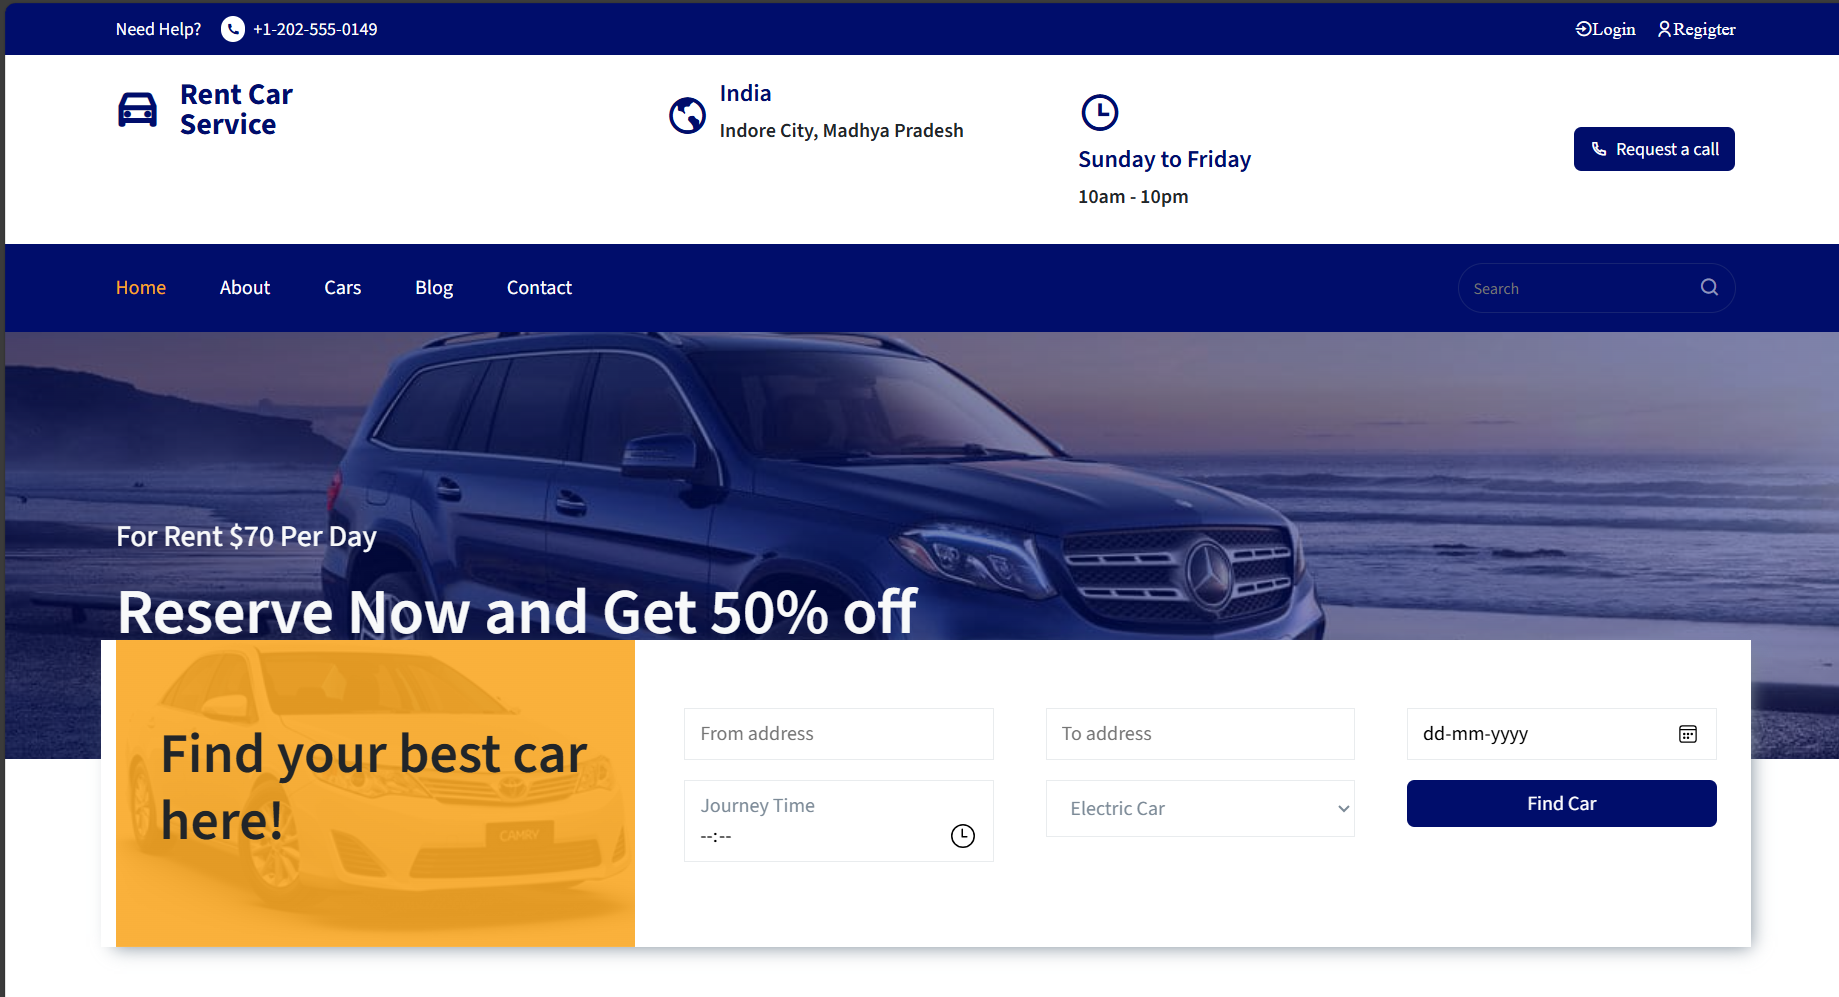 Need Help? +1-202-555-0149
Login Regigter
Rent Car
Service
India
Indore City, Madhya Pradesh
Sunday to Friday
10am - 10pm
Request a call
Home About Cars Blog Contact
Search
For Rent $70 Per Day
Reserve Now and Get 50% off
Find your best car
here!
CAMRY
From address
To address
dd-mm-yyyy
Journey Time
--:--
Electric Car
Find Car